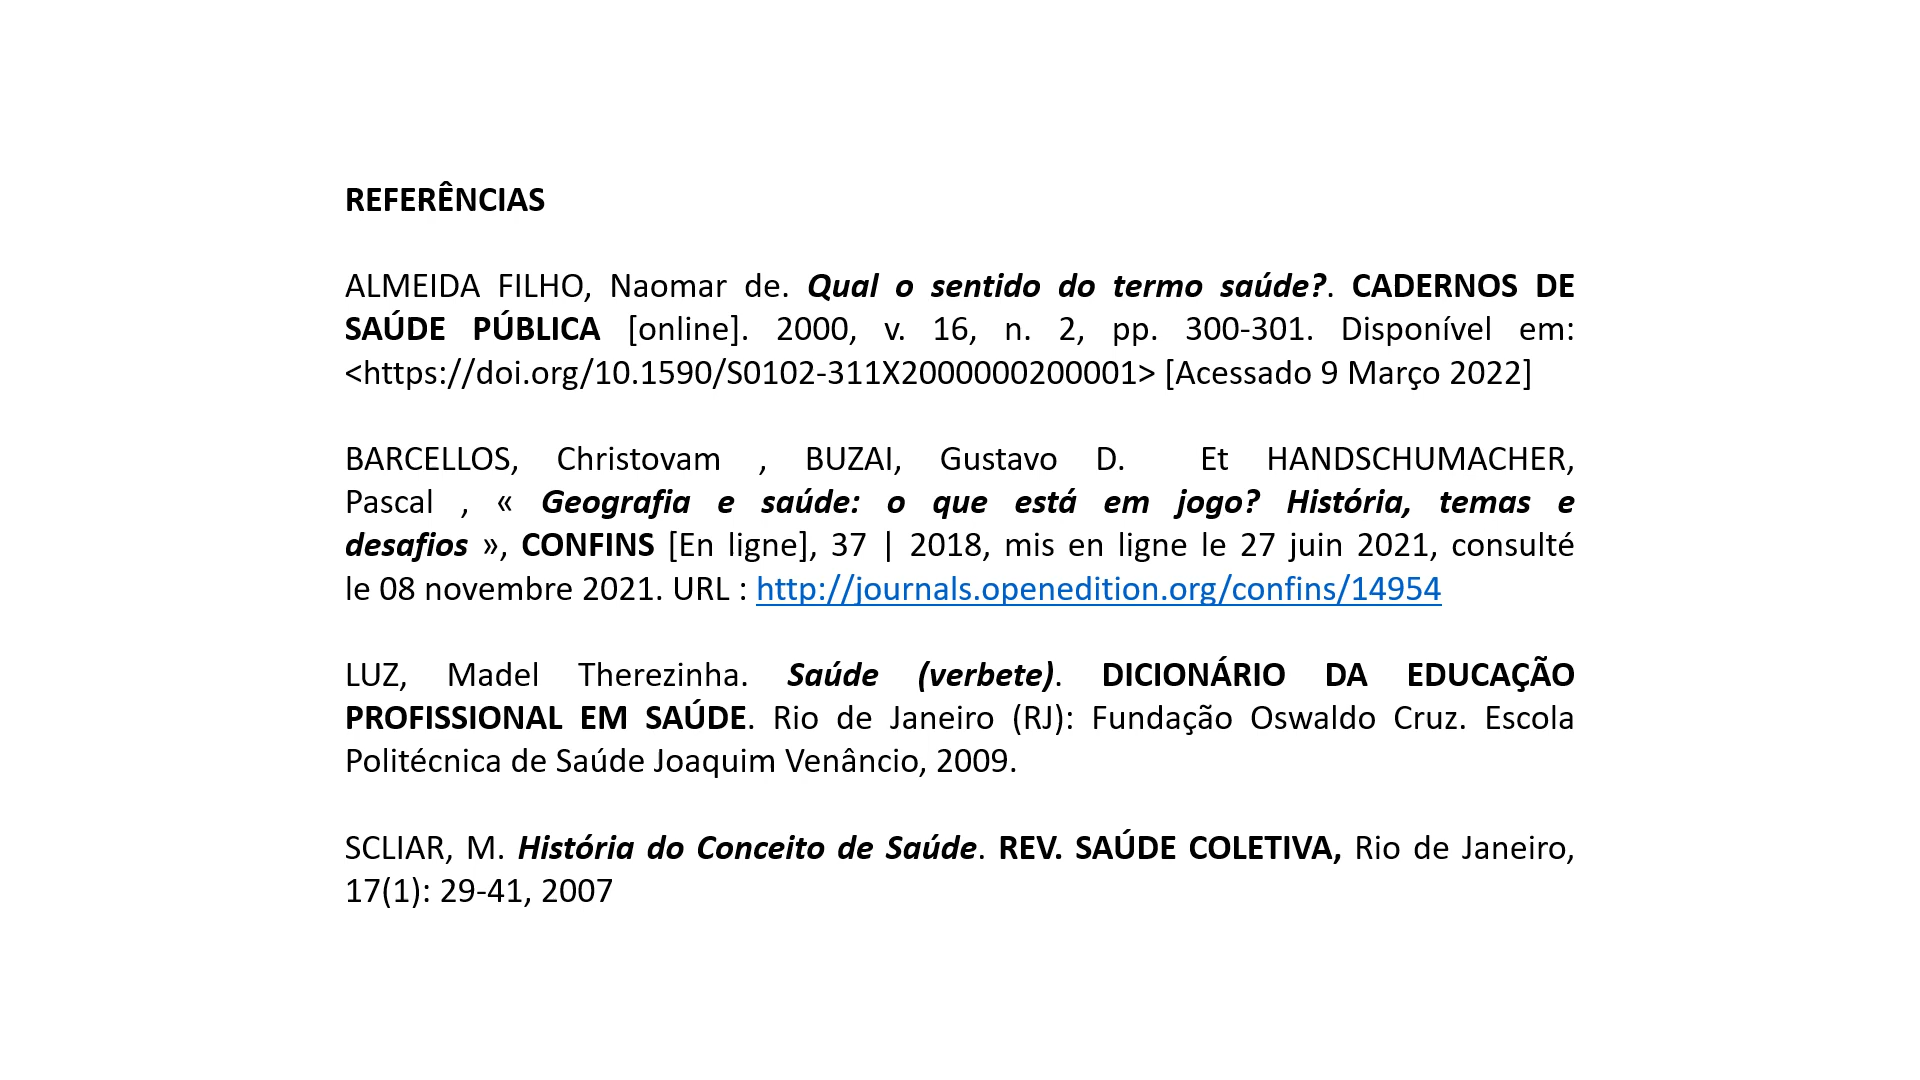 REFERÊNCIAS
ALMEIDA FILHO, Naomar de. Qual o sentido do termo saúde?. CADERNOS DE
SAÚDE PÚBLICA [online]. 2000, v. 16, n. 2, pp. 300-301. Disponível em:
<https://doi.org/10.1590/S0102-311X2000000200001> [Acessado 9 Março 2022]
BARCELLOS, Christovam , BUZAI, Gustavo D. Et HANDSCHUMACHER,
Pascal , « Geografia e saúde: o que está em jogo? História, temas e
desafios », CONFINS [En ligne], 37 | 2018, mis en ligne le 27 juin 2021, consulté
le 08 novembre 2021. URL : http://journals.openedition.org/confins/14954
LUZ, Madel Therezinha. Saúde (verbete). DICIONÁRIO DA EDUCAÇÃO
PROFISSIONAL EM SAÚDE. Rio de Janeiro (RJ): Fundação Oswaldo Cruz. Escola
Politécnica de Saúde Joaquim Venâncio, 2009.
SCLIAR, M. História do Conceito de Saúde. REV. SAÚDE COLETIVA, Rio de Janeiro,
17(1): 29-41, 2007